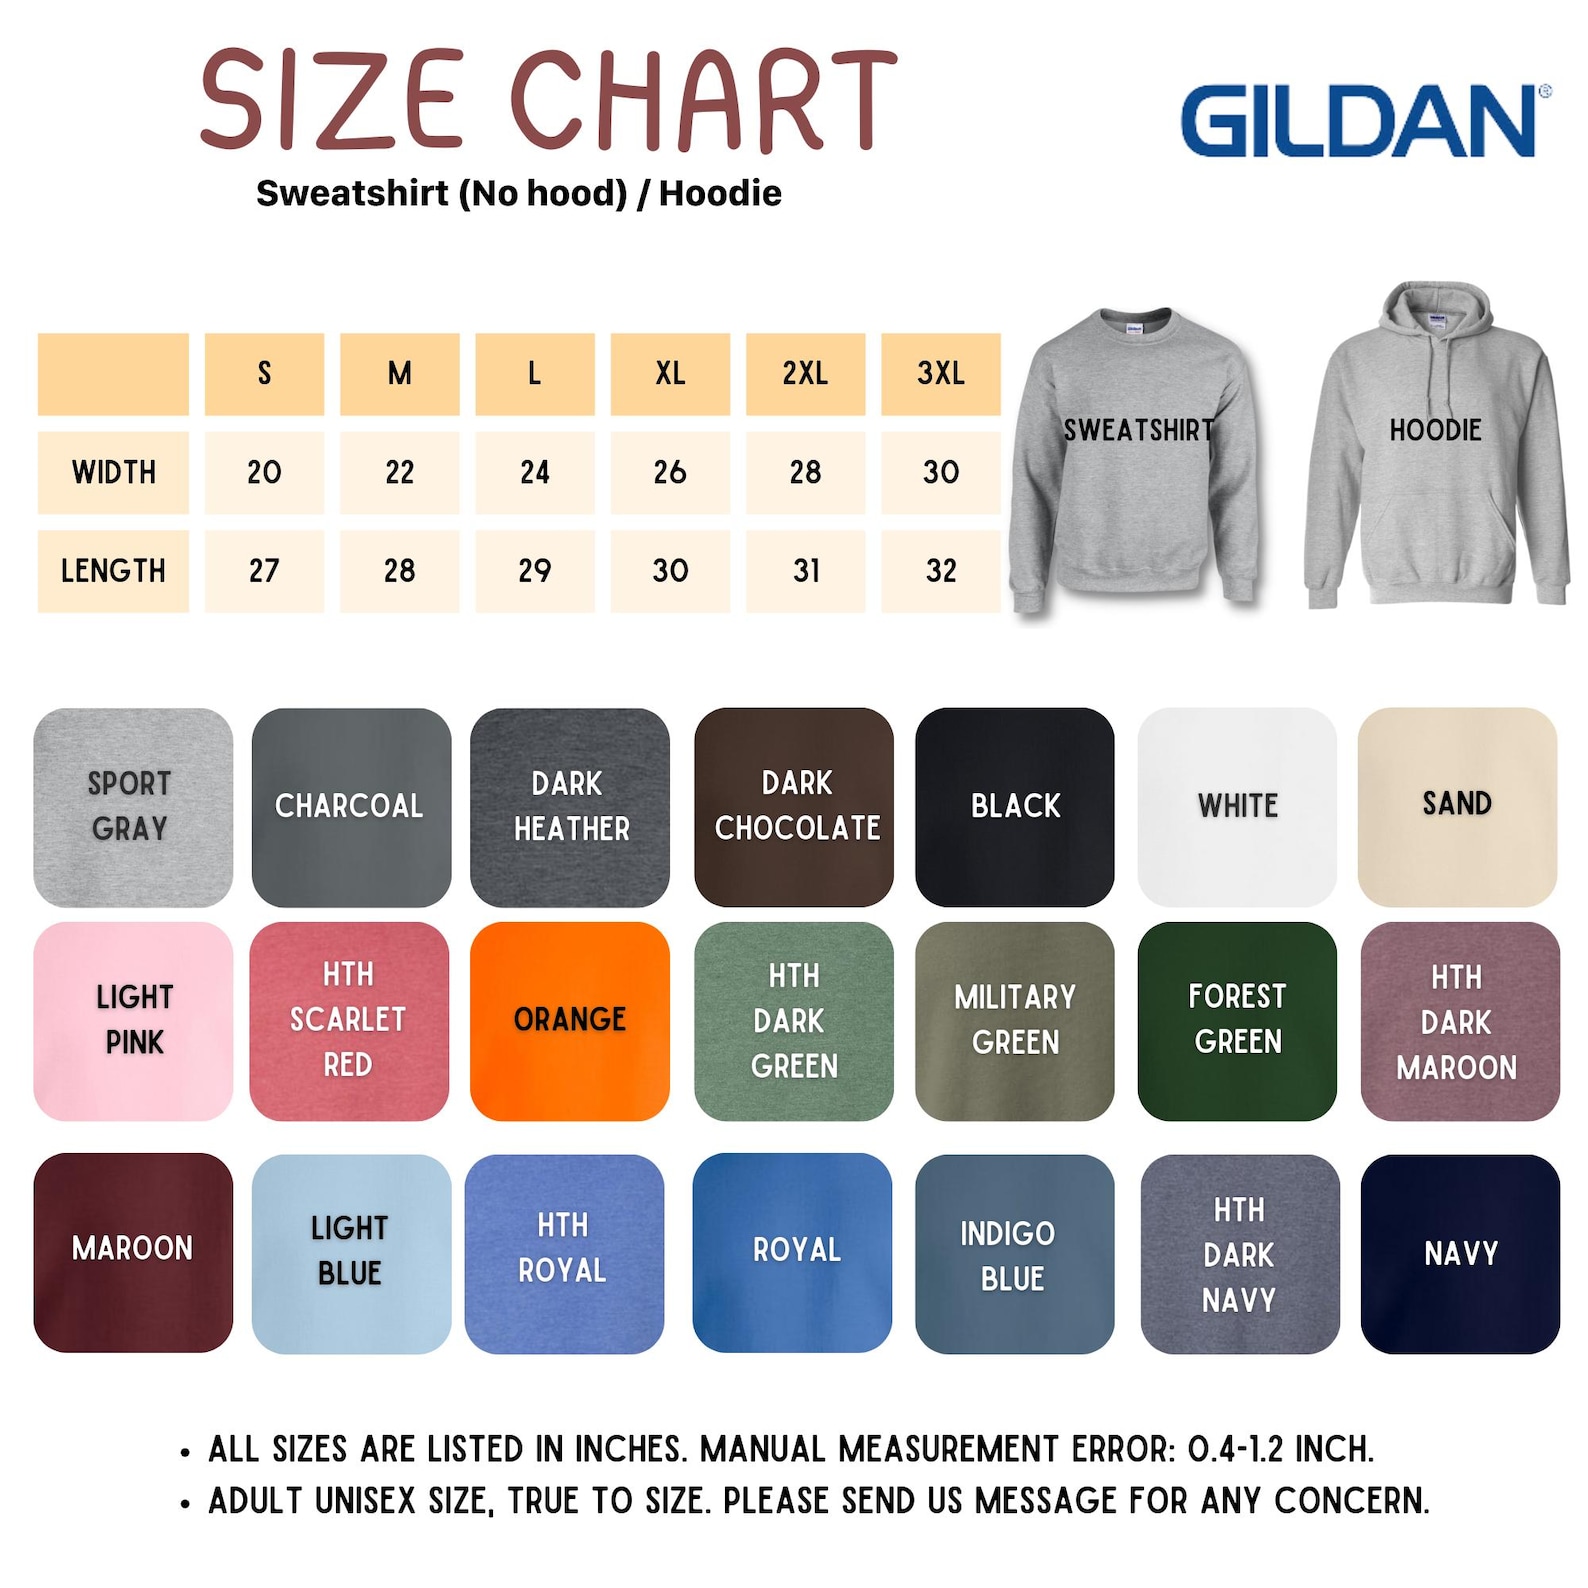 SIZE CHART
Sweatshirt (No hood) / Hoodie
GILDAN®
S M L XL 2XL 3XL
WIDTH 20 22 24 26 28 30
LENGTH 27 28 29 30 31 32
SWEATSHIRT
HOODIE
SPORT
GRAY
CHARCOAL
DARK
HEATHER
DARK
CHOCOLATE
BLACK
WHITE
SAND
LIGHT
PINK
HTH
SCARLET
RED
ORANGE
HTH
DARK
GREEN
MILITARY
GREEN
FOREST
GREEN
HTH
DARK
MAROON
MAROON
LIGHT
BLUE
HTH
ROYAL
ROYAL
INDIGO
BLUE
HTH
DARK
NAVY
NAVY
• ALL SIZES ARE LISTED IN INCHES. MANUAL MEASUREMENT ERROR: 0.4-1.2 INCH.
• ADULT UNISEX SIZE, TRUE TO SIZE. PLEASE SEND US MESSAGE FOR ANY CONCERN.